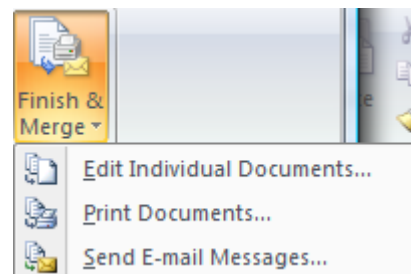 Finish &
Merge
Edit Individual Documents...
Print Documents...
Send E-mail Messages...